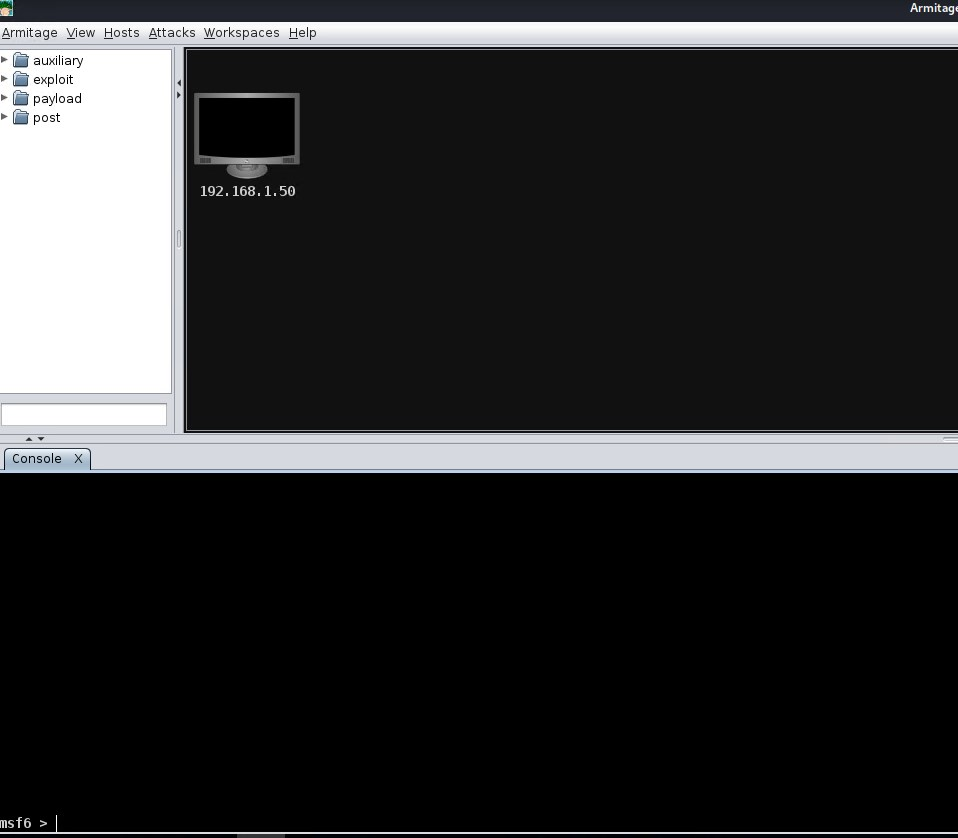 Armitage
Armitage View Hosts Attacks Workspaces Help
auxiliary
exploit
payload
post
192.168.1.50
Console X
msf6 >